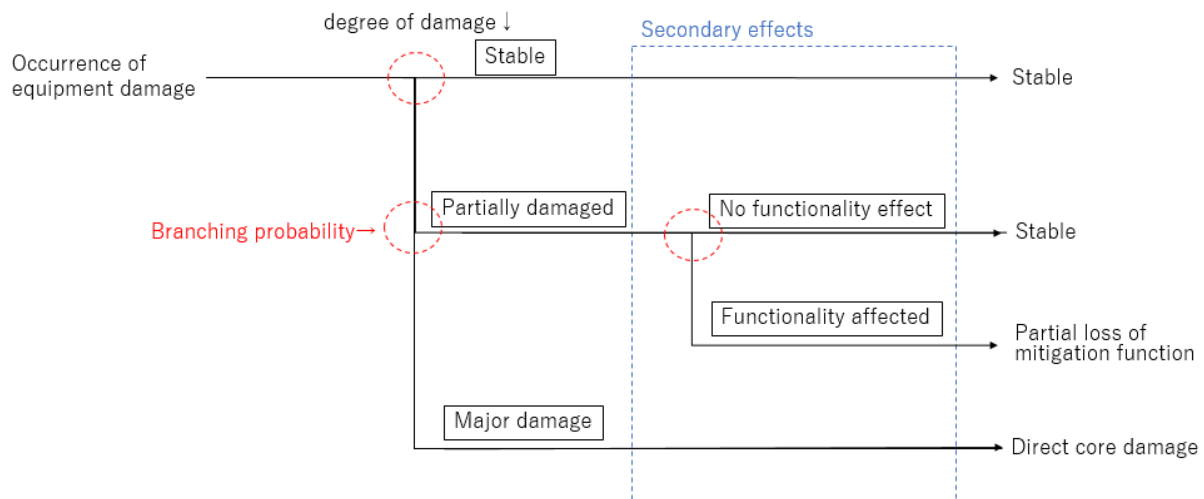 degree of damage ↓
Secondary effects
Stable
Occurrence of
equipment damage
Stable
Partially damaged
No functionality effect
Branching probability→
Stable
Functionality affected
Partial loss of
mitigation function
Major damage
Direct core damage